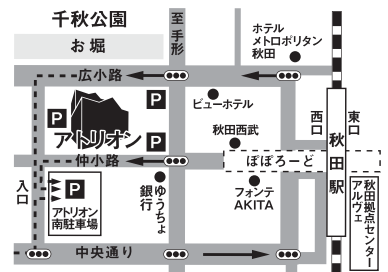 千秋公園
お堀
至手形
ホテル
メトロポリタン
秋田
広小路
P
P
ビューホテル
アトリオン
P
秋田西武
西口
東口
秋田駅
仲小路
ぽぽろーど
入口
P
アトリオン
南駐車場
ゆうちょ
銀行
フォンテ
AKITA
秋田拠点センター
アルヴェ
中央通り